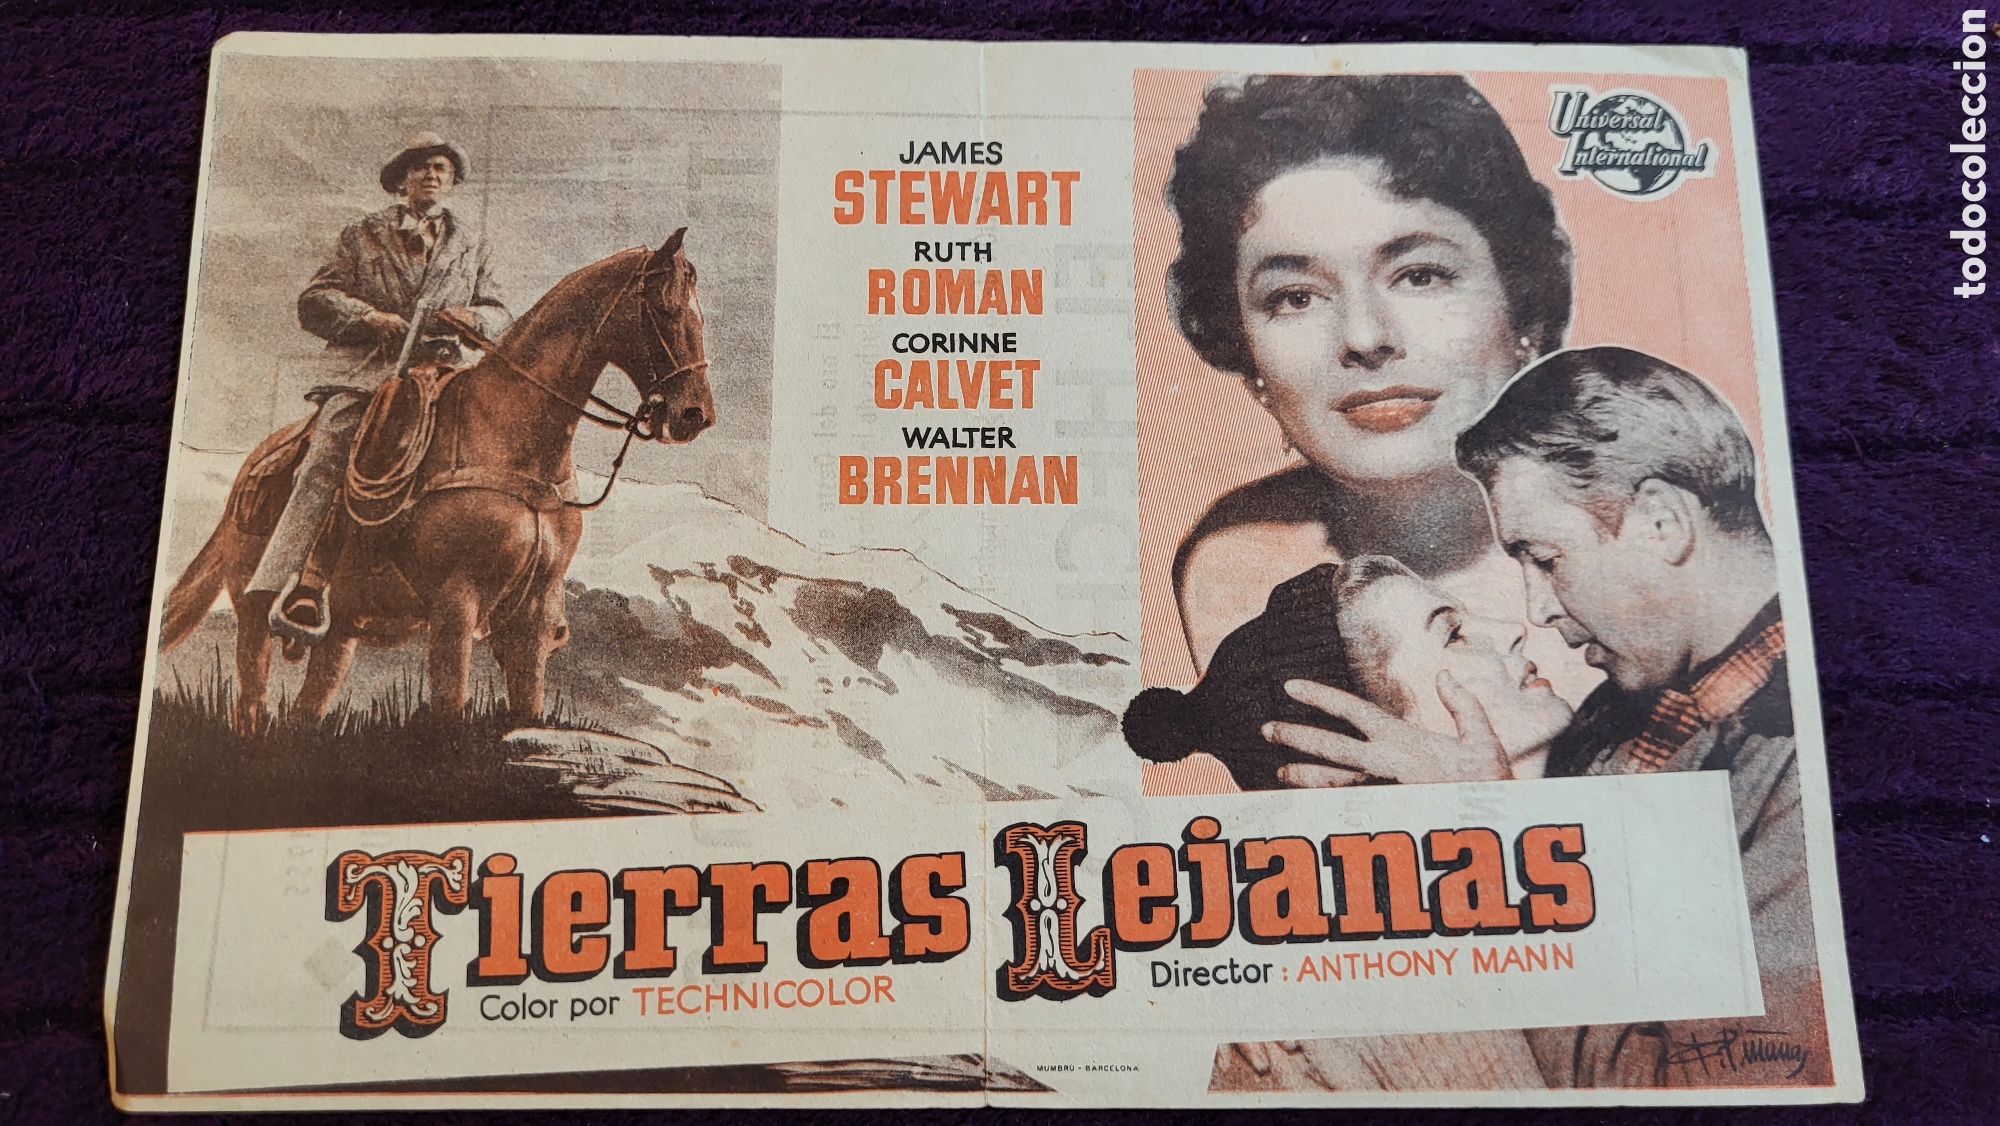 JAMES
STEWART
RUTH
ROMAN
CORINNE
CALVET
WALTER
BRENNAN
Universal
International
Tierras Lejanas
Color por TECHNICOLOR
Director : ANTHONY MANN
MUMBRÚ - BARCELONA
todocoleccion